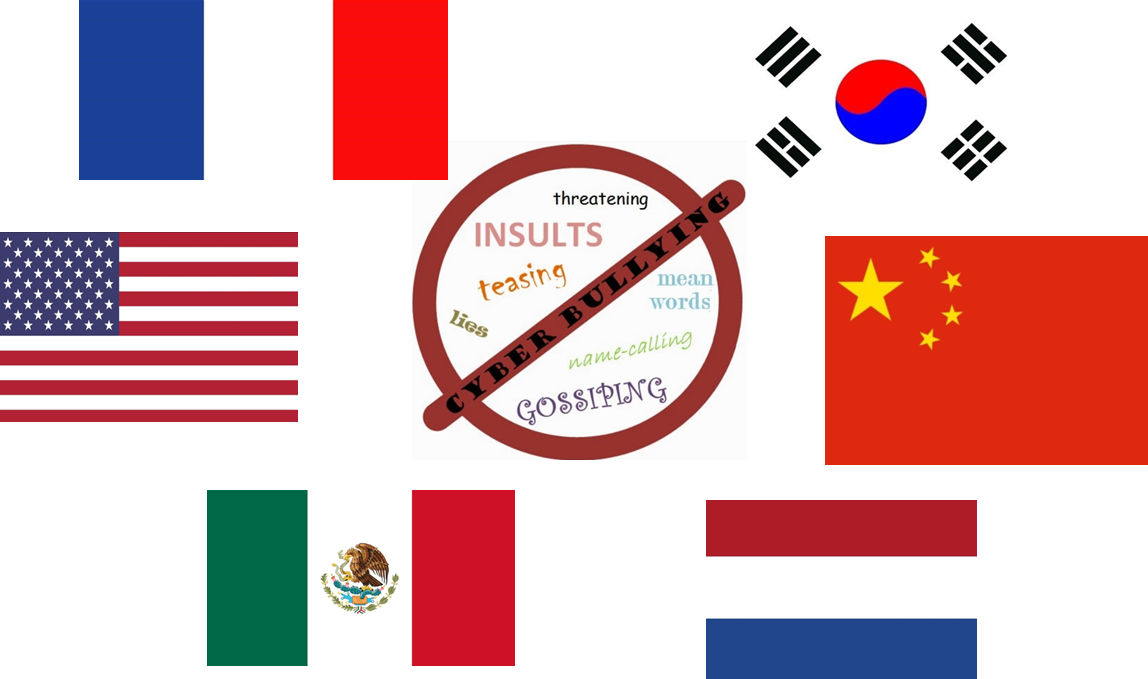 threatening
INSULTS
teasing
mean
words
lies
CYBER BULLYING
name-calling
GOSSIPING